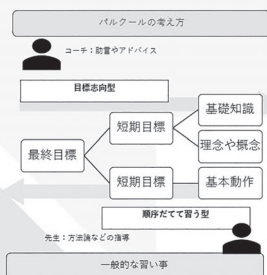 パルクールの考え方
コーチ：助言やアドバイス
目標志向型
最終目標
短期目標
基礎知識
理念や概念
短期目標
基本動作
順序だてて習う型
先生：方法論などの指導
一般的な習い事